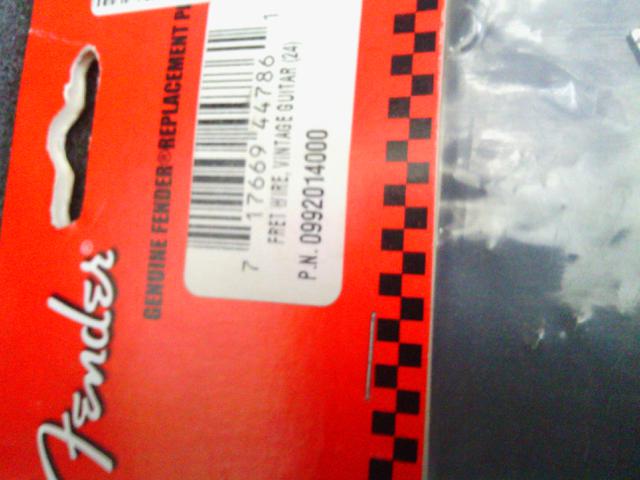 Fender®
GENUINE FENDER®REPLACEMENT
7 17669 44786 1
FRET WIRE, VINTAGE GUITAR (24)
P.N. 0992014000